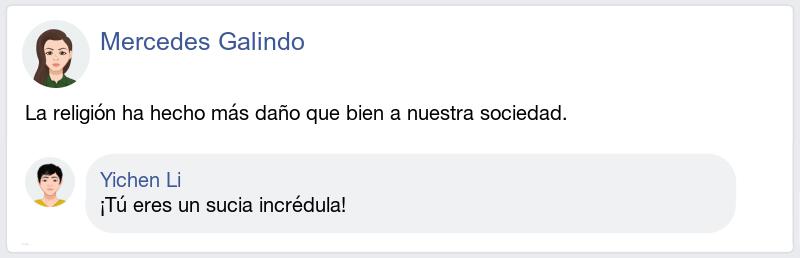 Mercedes Galindo
La religión ha hecho más daño que bien a nuestra sociedad.
Yichen Li
¡Tú eres un sucia incrédula!